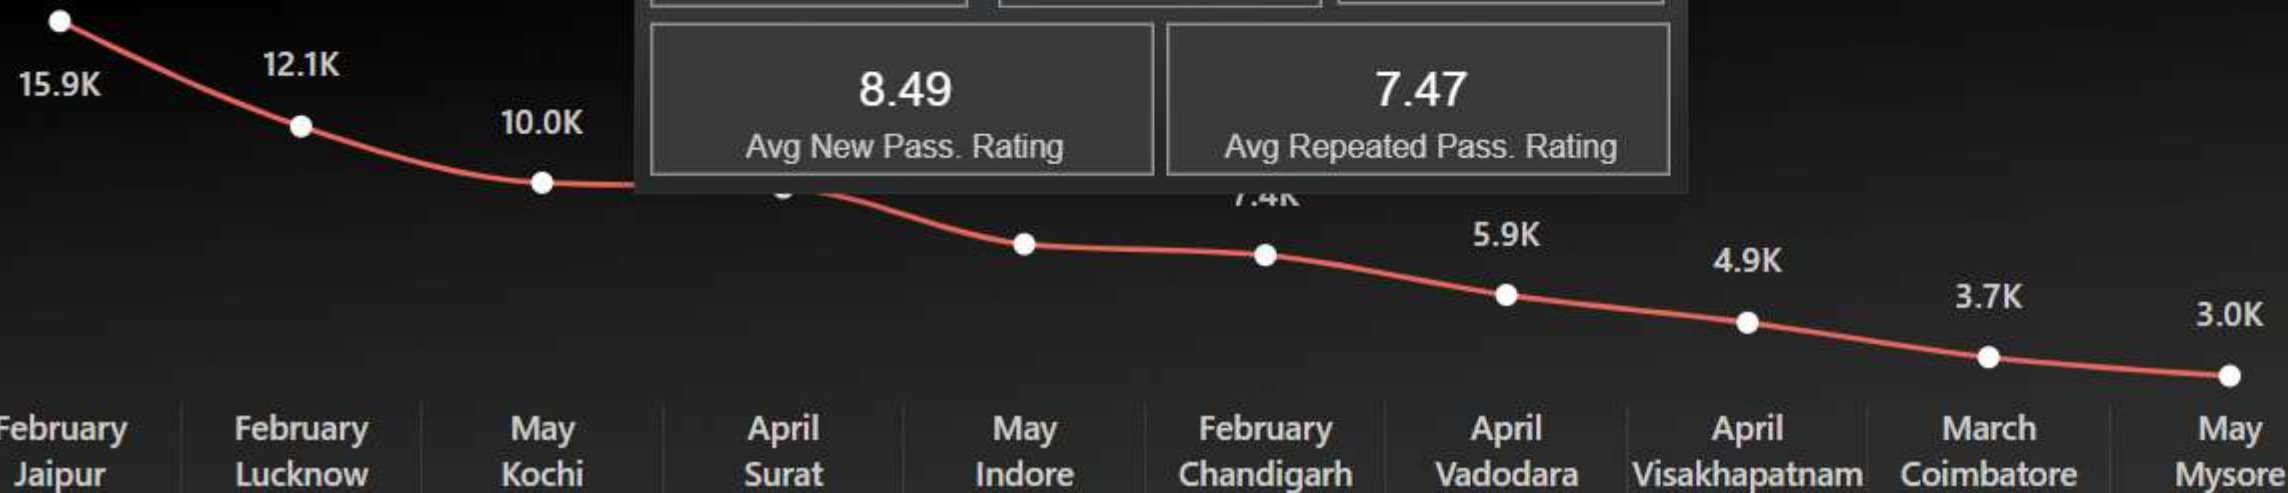 12.1K
15.9K
10.0K
8.49
7.47
Avg New Pass. Rating
Avg Repeated Pass. Rating
7.4K
5.9K
4.9K
3.7K
3.0K
February
Jaipur
February
Lucknow
May
Kochi
April
Surat
May
Indore
February
Chandigarh
April
Vadodara
April
Visakhapatnam
March
Coimbatore
May
Mysore